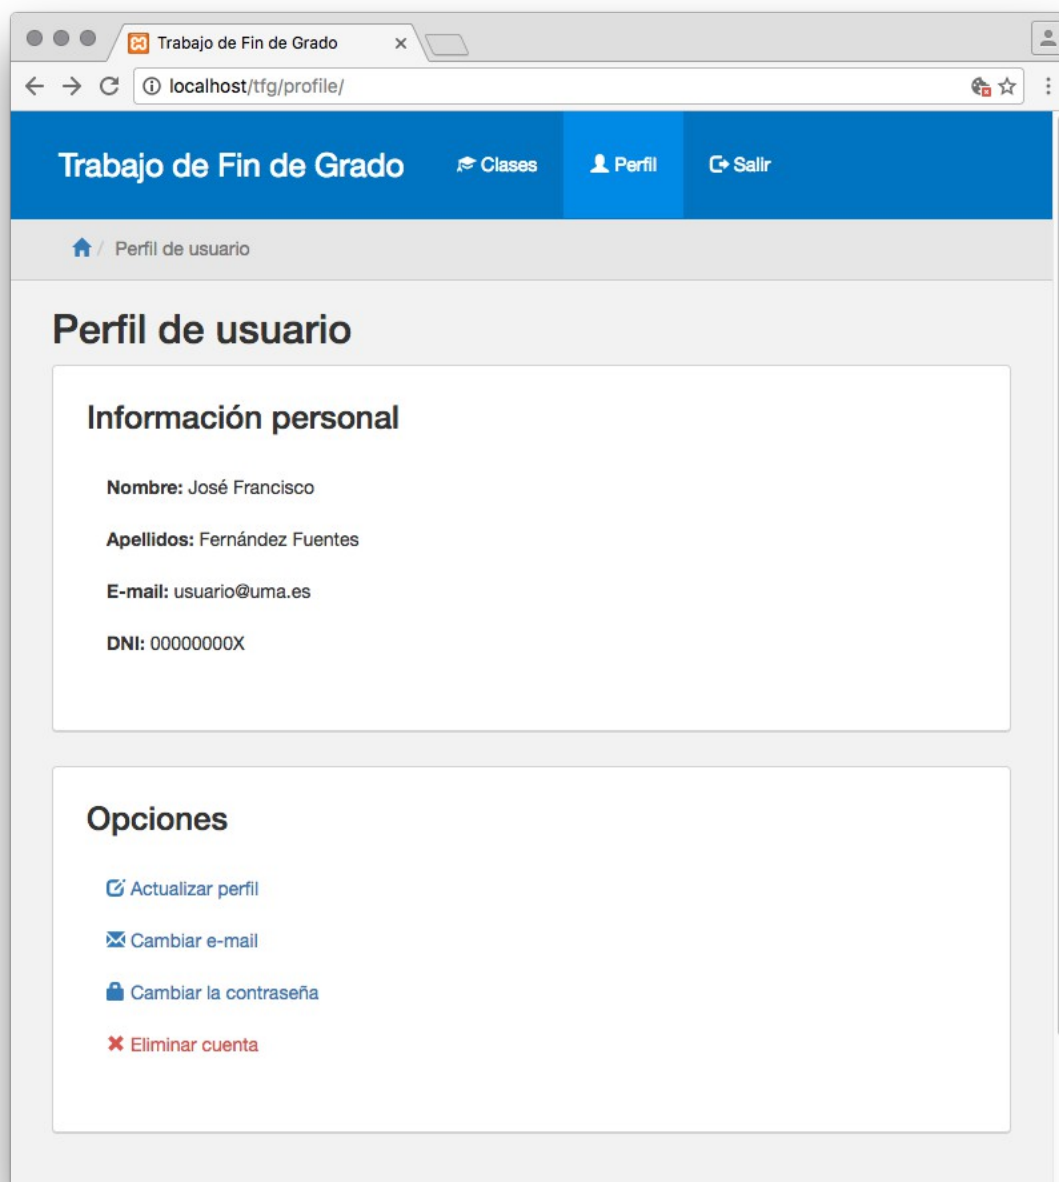 Trabajo de Fin de Grado
localhost/tfg/profile/
Trabajo de Fin de Grado Clases Perfil Salir
/ Perfil de usuario
Perfil de usuario
Información personal
Nombre: José Francisco
Apellidos: Fernández Fuentes
E-mail: usuario@uma.es
DNI: 00000000X
Opciones
Actualizar perfil
Cambiar e-mail
Cambiar la contraseña
Eliminar cuenta